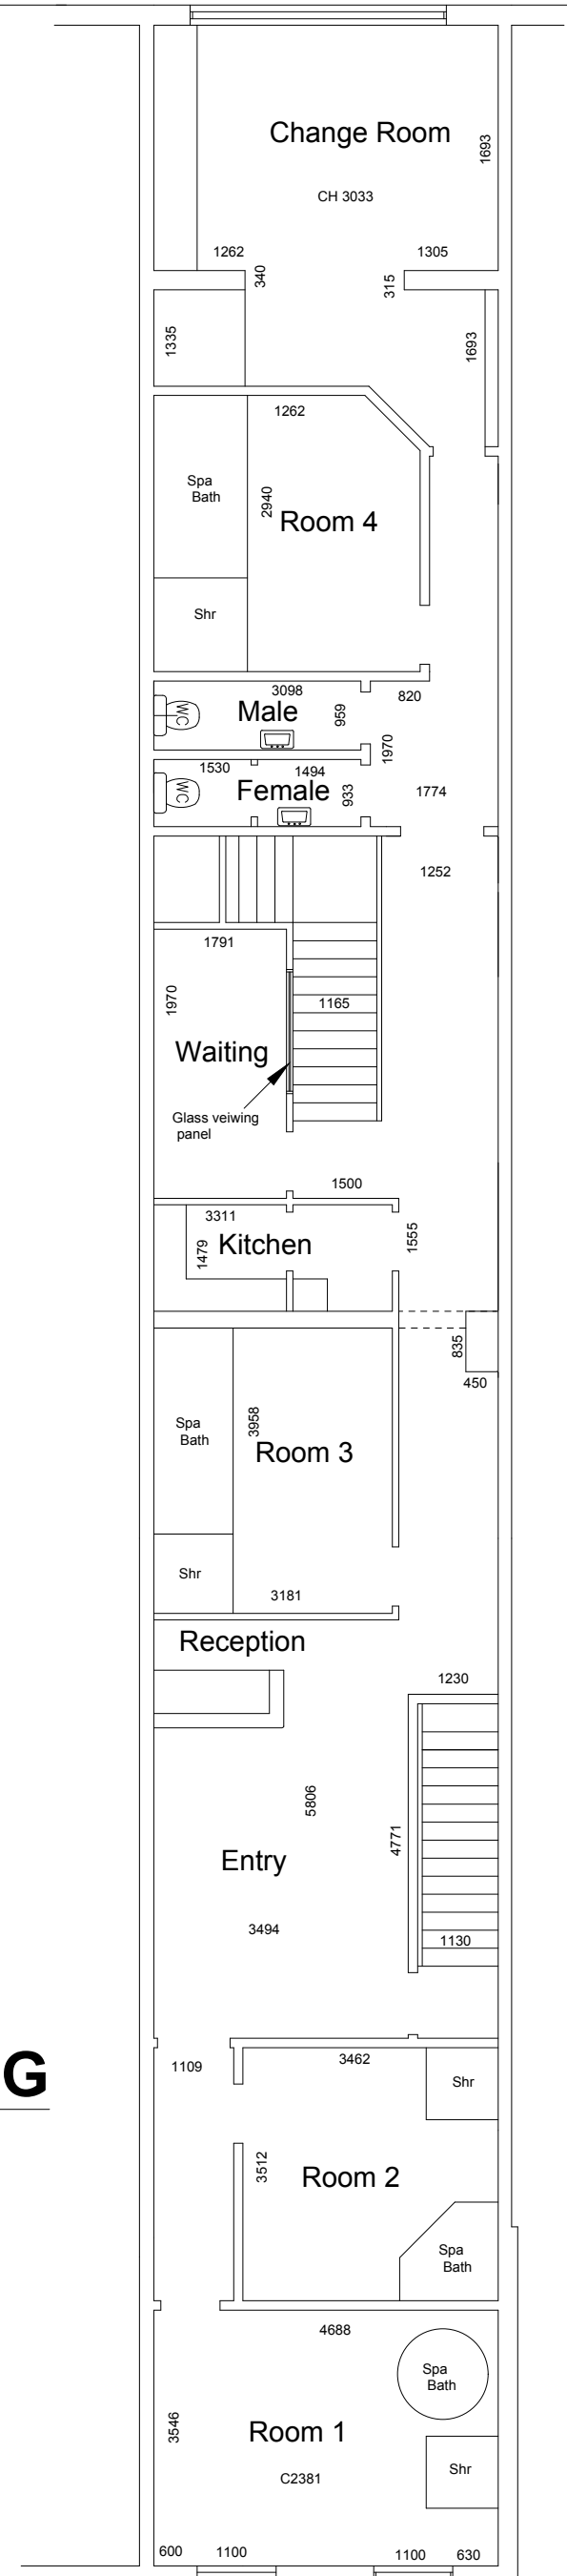 Change Room
1693
CH 3033
1262
1305
340
315
1335
1693
1262
Spa
Bath
2940
Room 4
Shr
3098
820
WC
Male
959
1970
1530
1494
WC
Female
933
1774
1252
1791
1970
1165
Waiting
Glass veiwing
panel
1500
3311
1479
Kitchen
1555
835
450
Spa
Bath
3958
Room 3
Shr
3181
Reception
1230
5806
4771
Entry
3494
1130
G
1109
3462
Shr
3512
Room 2
Spa
Bath
4688
Spa
Bath
3546
Room 1
Shr
C2381
600
1100
1100
630